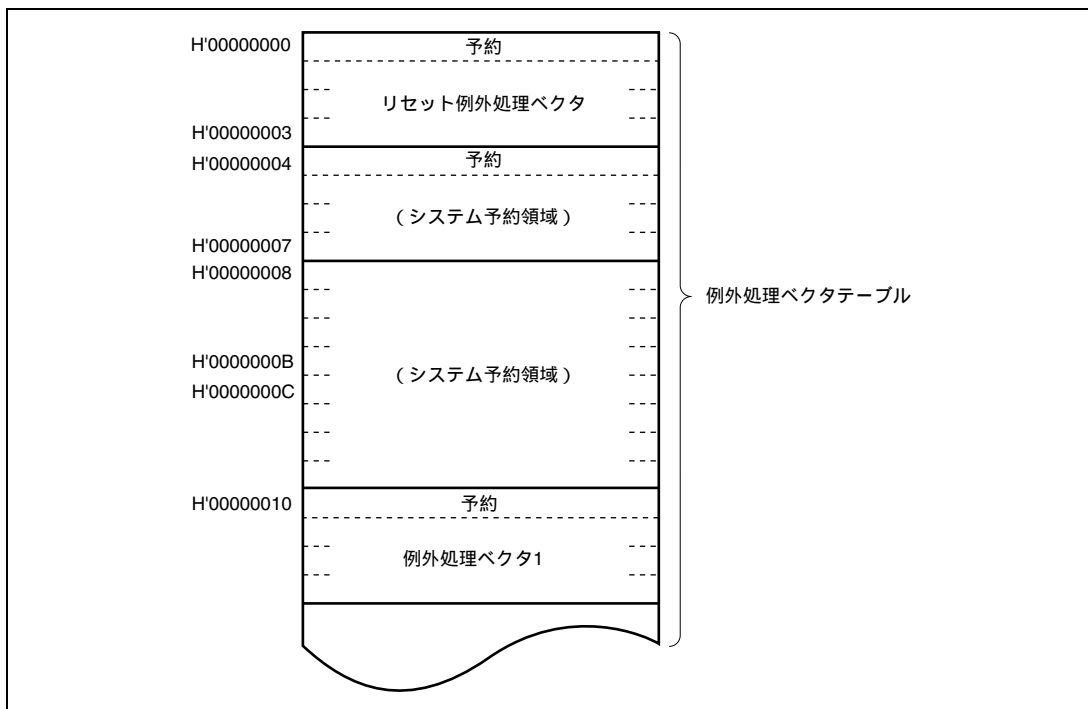 H'00000000
予約
リセット例外処理ベクタ
H'00000003
H'00000004
予約
（システム予約領域）
H'00000007
H'00000008
例外処理ベクタテーブル
H'0000000B
（システム予約領域）
H'0000000C
H'00000010
予約
例外処理ベクタ1